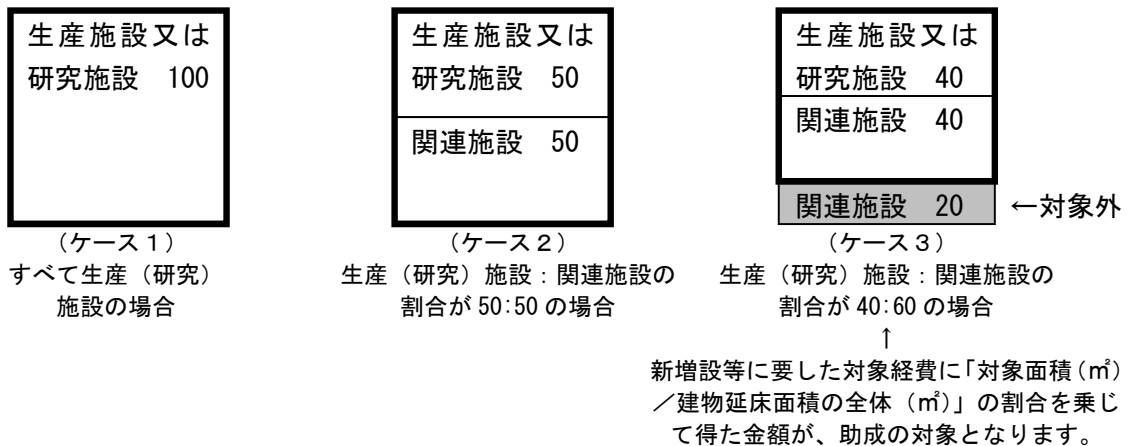 生産施設又は
研究施設　100
（ケース１）
すべて生産（研究）
施設の場合
生産施設又は
研究施設　50
関連施設　50
（ケース２）
生産（研究）施設：関連施設の
割合が 50:50 の場合
生産施設又は
研究施設　40
関連施設　40
関連施設　20
←対象外
（ケース３）
生産（研究）施設：関連施設の
割合が 40:60 の場合
↑
新増設等に要した対象経費に「対象面積（㎡）
／建物延床面積の全体（㎡）」の割合を乗じ
て得た金額が、助成の対象となります。